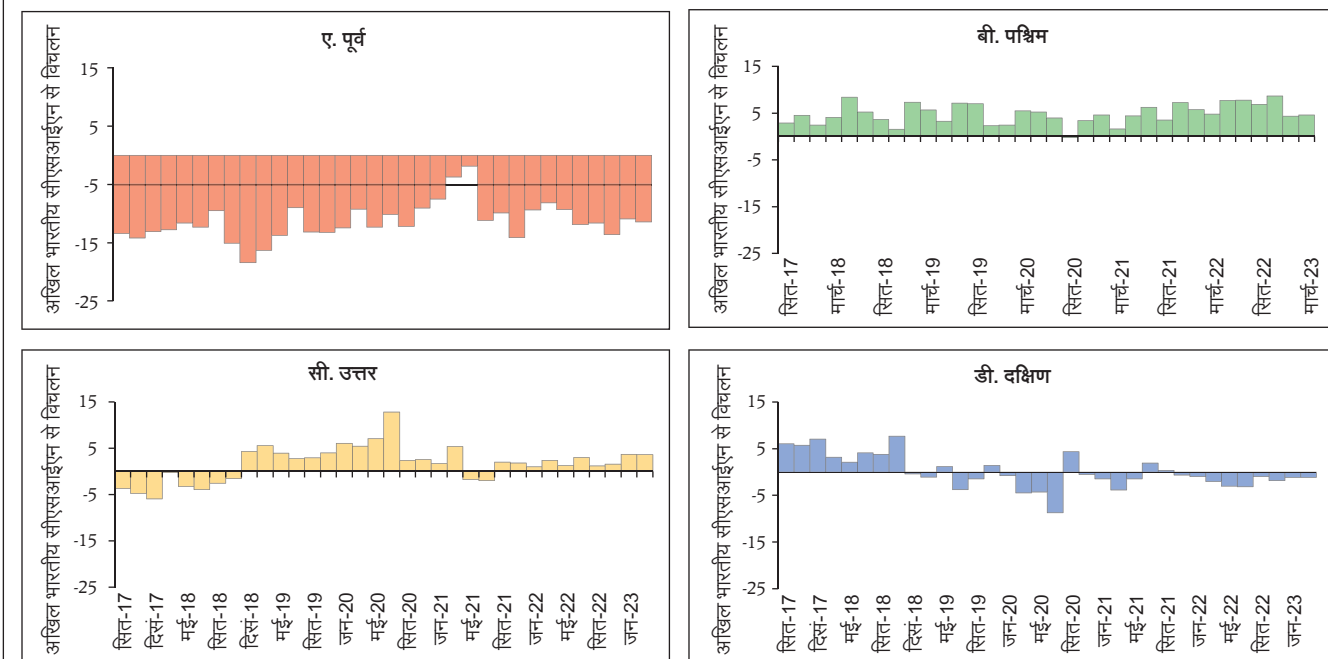 ए. पूर्व
अखिल भारतीय सीएसआईएन से विचलन
15
5
-5
-15
-25
बी. पश्चिम
अखिल भारतीय सीएसआईएन से विचलन
15
5
-5
-15
-25
सित-17
मार्च-18
सित-18
मार्च-19
सित-19
मार्च-20
सित-20
मार्च-21
सित-21
मार्च-22
सित-22
मार्च-23
सी. उत्तर
अखिल भारतीय सीएसआईएन से विचलन
15
5
-5
-15
-25
सित-17
दिसं-17
मई-18
सित-18
दिसं-18
मई-19
सित-19
जन-20
मई-20
सित-20
जन-21
मई-21
सित-21
जन-22
मई-22
सित-22
जन-23
डी. दक्षिण
अखिल भारतीय सीएसआईएन से विचलन
15
5
-5
-15
-25
सित-17
दिसं-17
मई-18
सित-18
दिसं-18
मई-19
सित-19
जन-20
मई-20
सित-20
जन-21
मई-21
सित-21
जन-22
मई-22
सित-22
जन-23